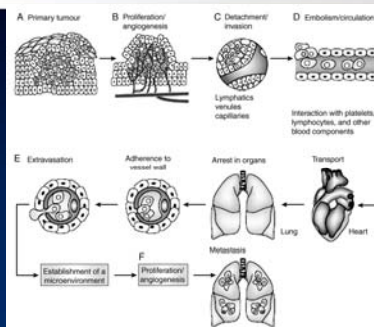 A Primary tumour
B Proliferation/
angiogenesis
C Detachment/
invasion
D Embolism/circulation
Lymphatics
venules
capillaries
Interaction with platelets,
lymphocytes, and other
blood components
E Extravasation
Adherence to
vessel wall
Arrest in organs
Transport
Lung
Heart
Establishment of a
microenvironment
F
Proliferation/
angiogenesis
Metastasis